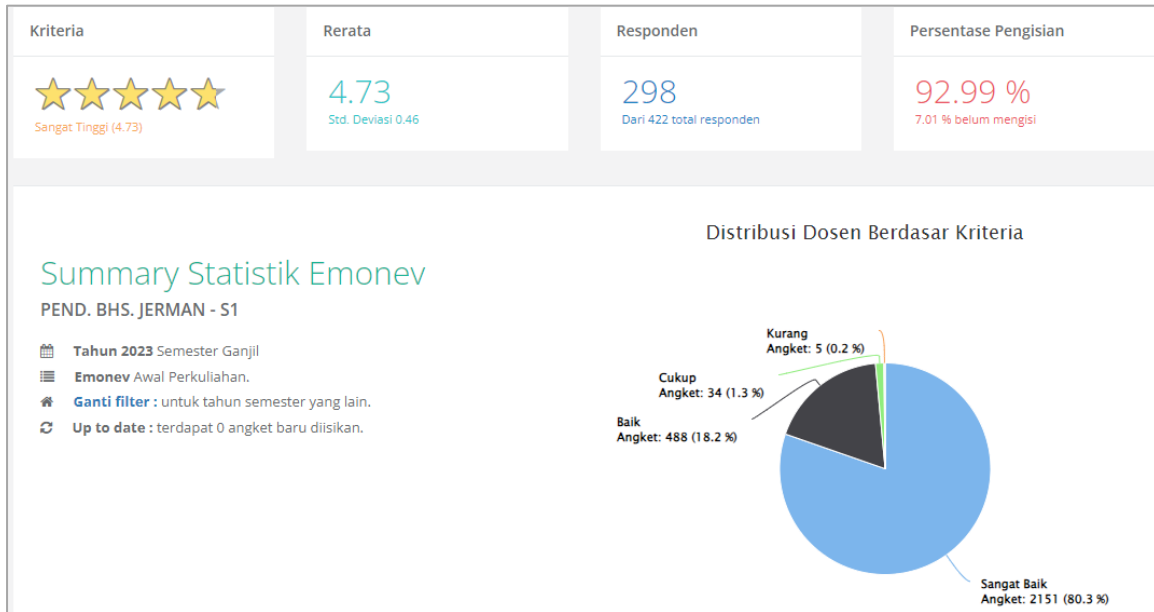 Kriteria
Sangat Tinggi (4.73)
Rerata
4.73
Std. Deviasi 0.46
Responden
298
Dari 422 total responden
Persentase Pengisian
92.99 %
7.01 % belum mengisi
Summary Statistik Emonev
PEND. BHS. JERMAN - S1
Tahun 2023 Semester Ganjil
Emonev Awal Perkuliahan.
Ganti filter : untuk tahun semester yang lain.
Up to date : terdapat 0 angket baru diisikan.
Distribusi Dosen Berdasar Kriteria
Kurang
Angket: 5 (0.2 %)
Cukup
Angket: 34 (1.3 %)
Baik
Angket: 488 (18.2 %)
Sangat Baik
Angket: 2151 (80.3 %)